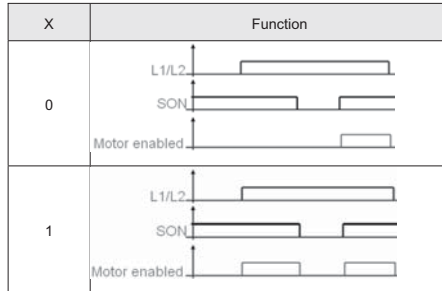 X Function
0
L1/L2
SON
Motor enabled
1
L1/L2
SON
Motor enabled